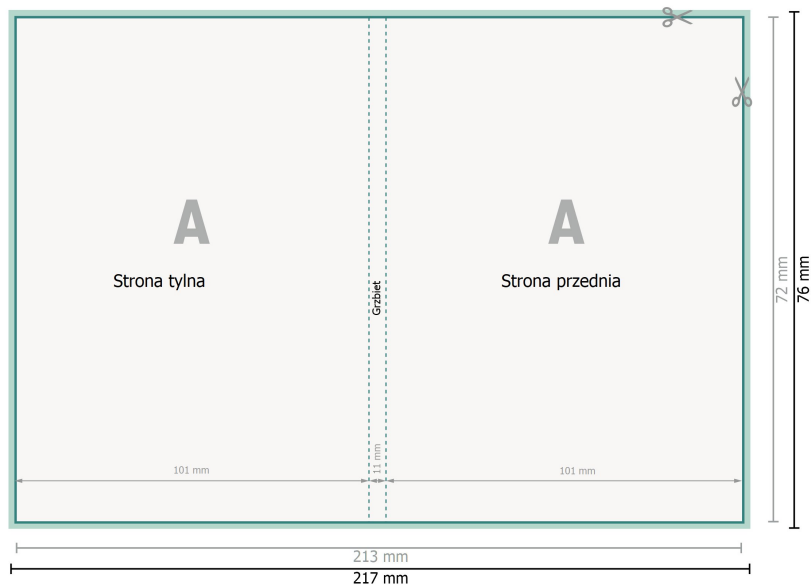 A
A
Strona tylna
Strona przednia
Grzbiet
72 mm
76 mm
101 mm
11 mm
101 mm
213 mm
217 mm